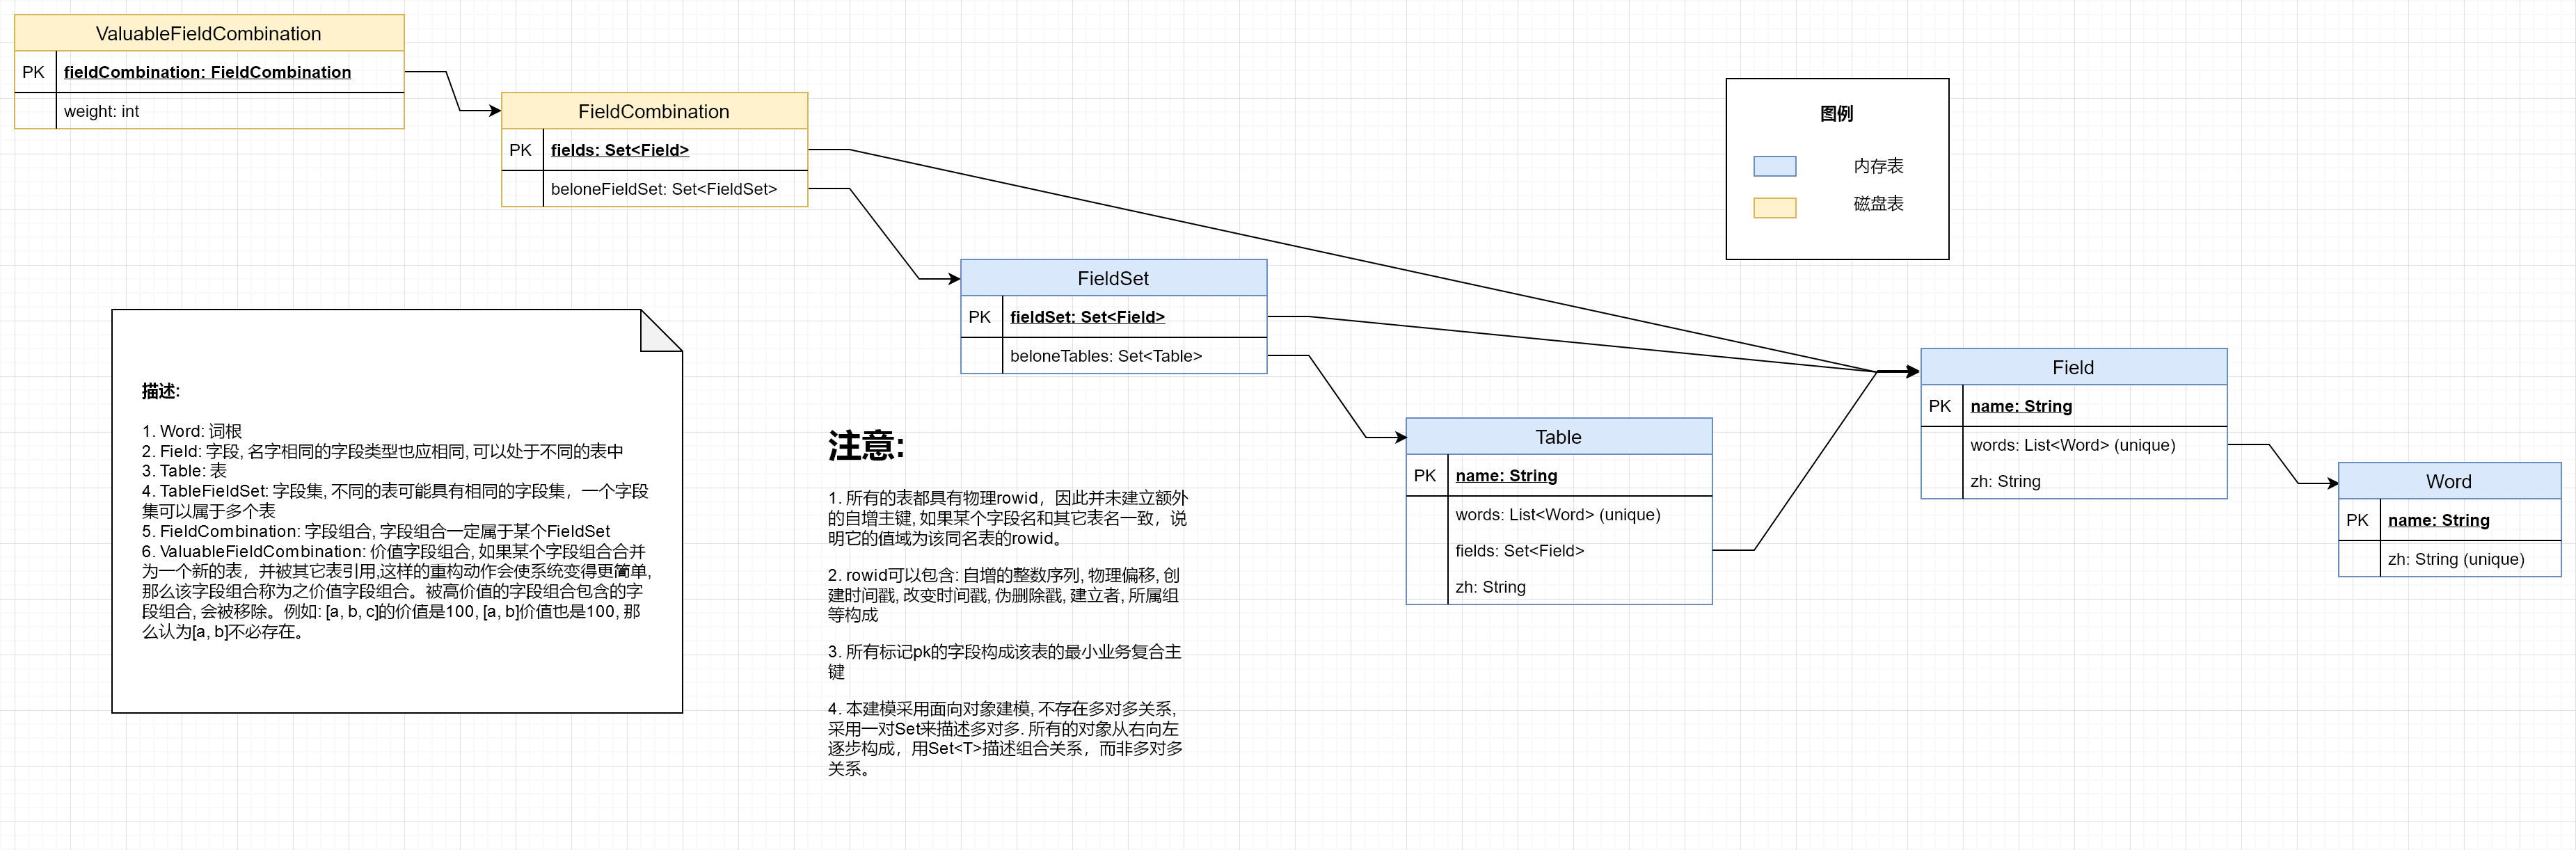 ValuableFieldCombination
PK fieldCombination: FieldCombination
weight: int
FieldCombination
PK fields: Set<Field>
beloneFieldSet: Set<FieldSet>
图例
内存表
磁盘表
FieldSet
PK fieldSet: Set<Field>
beloneTables: Set<Table>
Field
PK name: String
words: List<Word> (unique)
zh: String
Table
PK name: String
words: List<Word> (unique)
fields: Set<Field>
zh: String
Word
PK name: String
zh: String (unique)
描述:
1. Word: 词根
2. Field: 字段, 名字相同的字段类型也应相同, 可以处于不同的表中
3. Table: 表
4. TableFieldSet: 字段集, 不同的表可能具有相同的字段集，一个字段
集可以属于多个表
5. FieldCombination: 字段组合, 字段组合一定属于某个FieldSet
6. ValuableFieldCombination: 价值字段组合, 如果某个字段组合合并
为一个新的表，并被其它表引用,这样的重构动作会使系统变得更简单,
那么该字段组合称为之价值字段组合。被高价值的字段组合包含的字
段组合, 会被移除。例如: [a, b, c]的价值是100, [a, b]价值也是100, 那
么认为[a, b]不必存在。
注意:
1. 所有的表都具有物理rowid，因此并未建立额外
的自增主键, 如果某个字段名和其它表名一致，说
明它的值域为该同名表的rowid。
2. rowid可以包含: 自增的整数序列, 物理偏移, 创
建时间戳, 改变时间戳, 伪删除戳, 建立者, 所属组
等构成
3. 所有标记pk的字段构成该表的最小业务复合主
键
4. 本建模采用面向对象建模, 不存在多对多关系,
采用一对Set来描述多对多. 所有的对象从右向左
逐步构成，用Set<T>描述组合关系，而非多对多
关系。